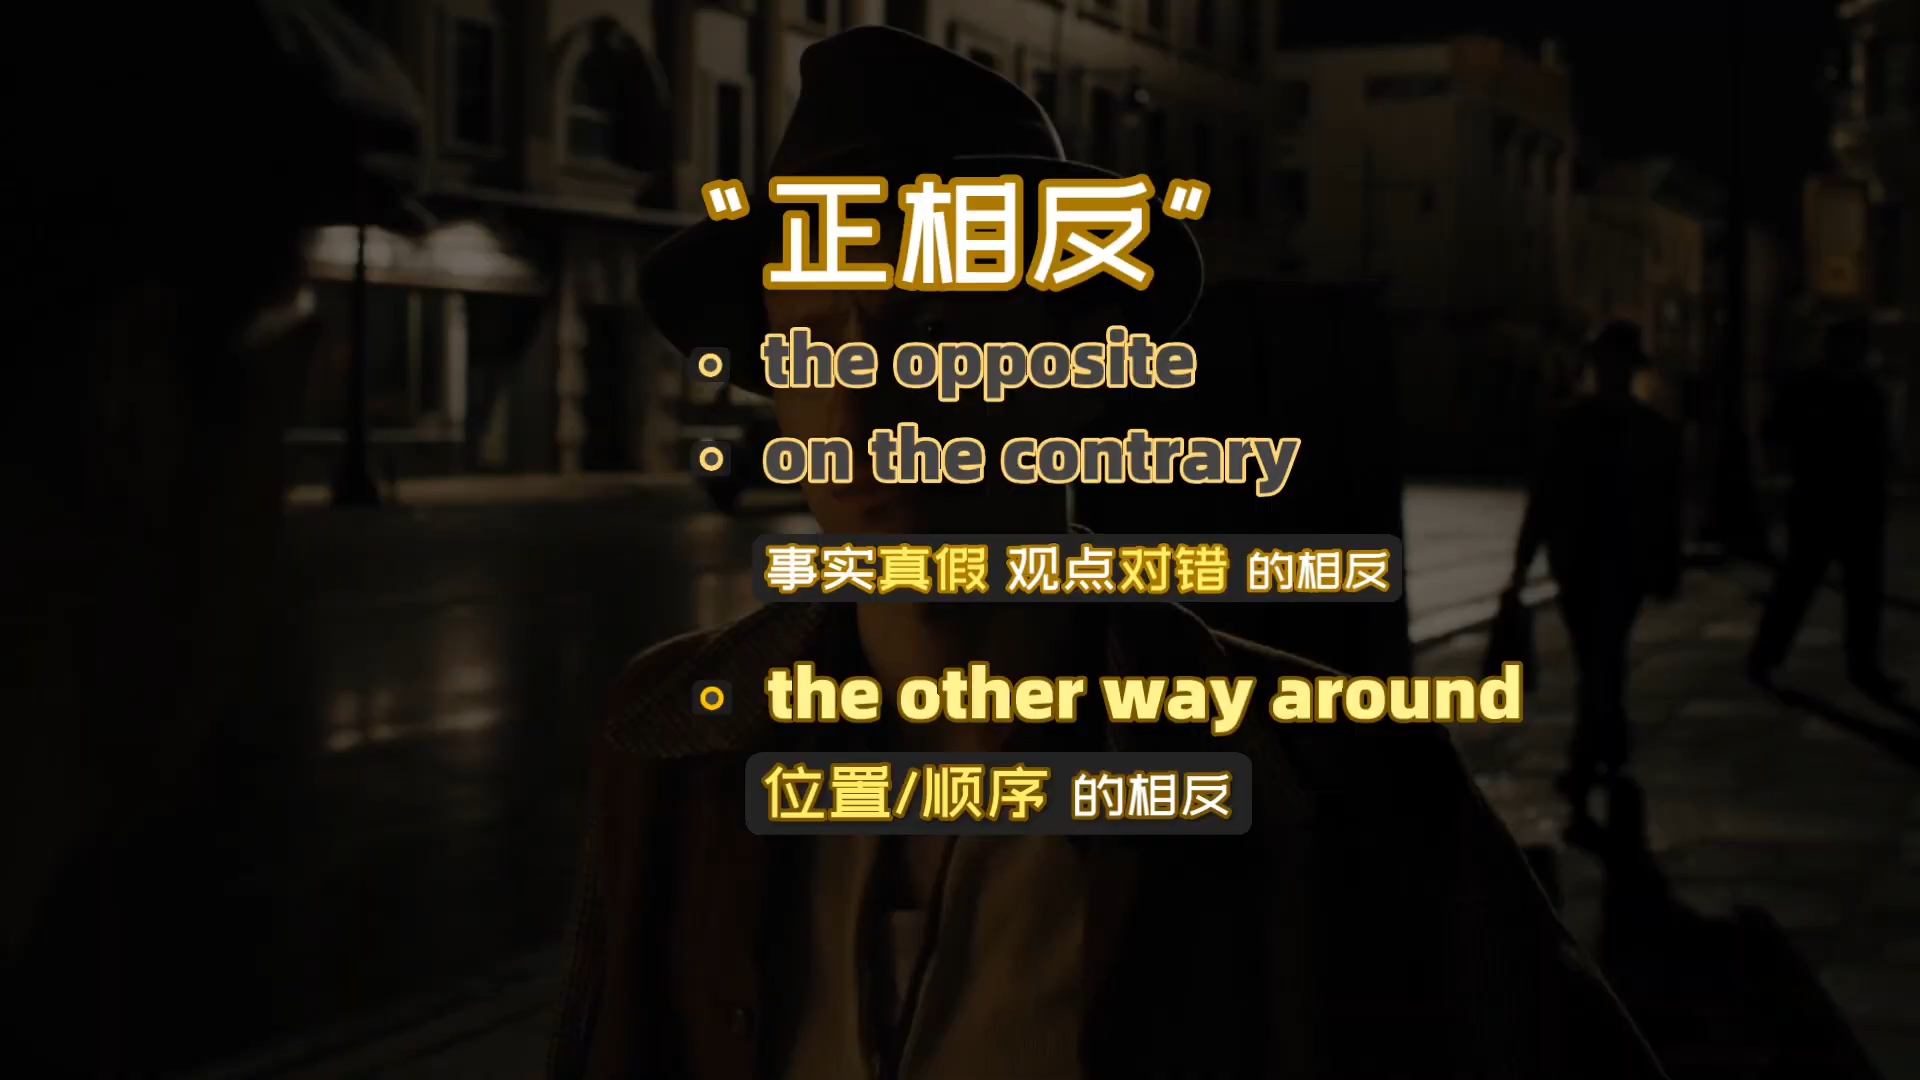 “正相反”
the opposite
on the contrary
事实真假 观点对错 的相反
the other way around
位置/顺序 的相反